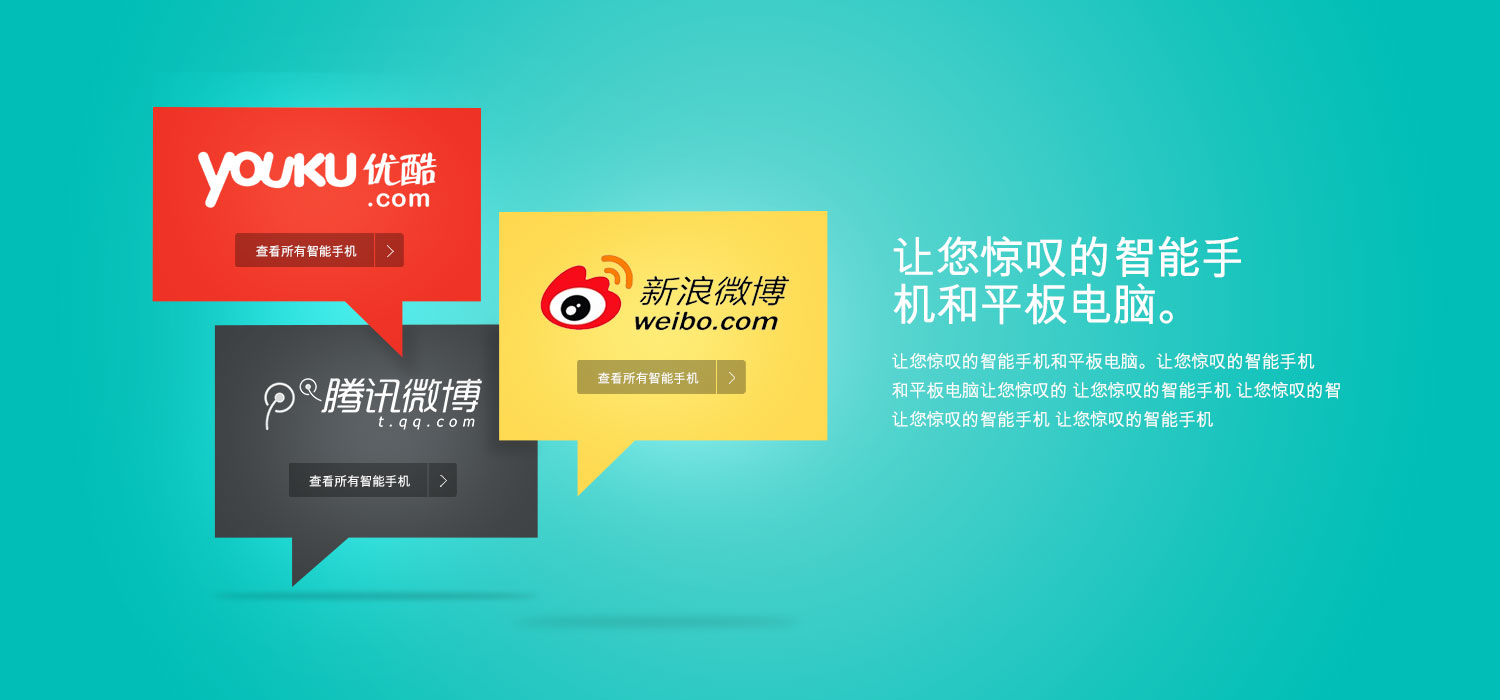 youku 优酷
.com
查看所有智能手机
新浪微博
weibo.com
查看所有智能手机
腾讯微博
t.qq.com
查看所有智能手机
让您惊叹的智能手
机和平板电脑。
让您惊叹的智能手机和平板电脑。让您惊叹的智能手机
和平板电脑让您惊叹的 让您惊叹的智能手机 让您惊叹的智
让您惊叹的智能手机 让您惊叹的智能手机